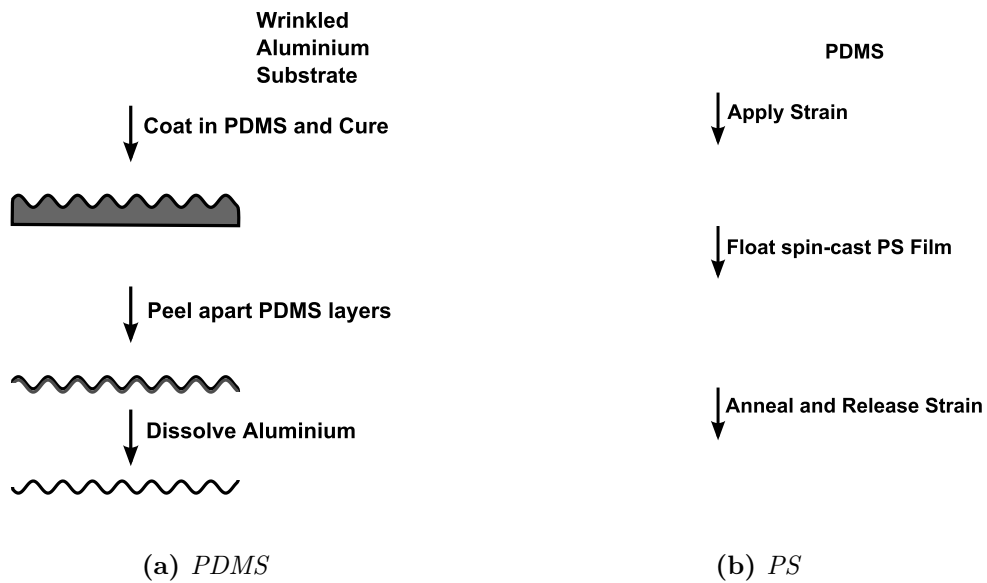 Wrinkled
Aluminium
Substrate
Coat in PDMS and Cure
Peel apart PDMS layers
Dissolve Aluminium
(a) PDMS
PDMS
Apply Strain
Float spin-cast PS Film
Anneal and Release Strain
(b) PS